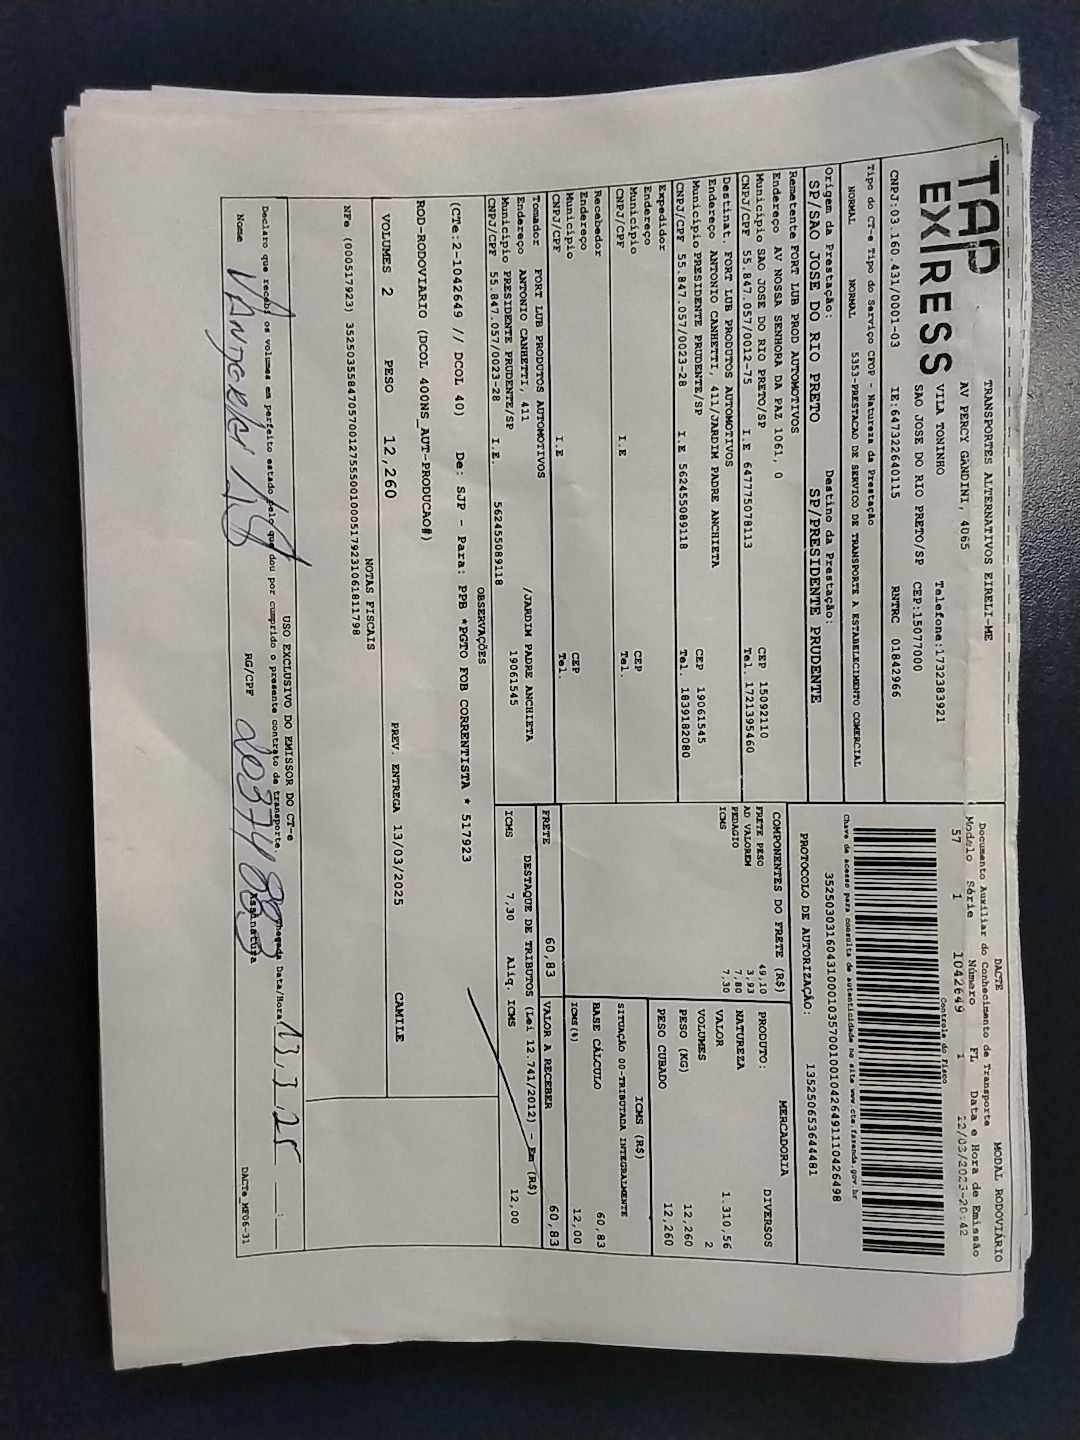 TAP
EXPRESS
TRANSPORTES ALTERNATIVOS EIRELI-ME
AV PERCY GANDINI, 4065
VILA TONINHO Telefone:1732383921
SAO JOSE DO RIO PRETO/SP CEP:15077000
CNPJ:03.160.431/0001-03 IE:647322640115 RNTRC 01842966
DACTE MODAL RODOVIÁRIO
Documento Auxiliar do Conhecimento de Transporte
Modelo Série Número FL Data e Hora de Emissão
57 1 1042649 1 12/03/2025-20:42
Controle do Fisco
Chave de acesso para consulta de autenticidade no site www.cte.fazenda.gov.br
35250303160431000103570010010426491110426498
PROTOCOLO DE AUTORIZAÇÃO: 135250653644481
Tipo do CT-e Tipo do Serviço CFOP - Natureza da Prestação
NORMAL NORMAL 5353-PRESTACAO DE SERVICO DE TRANSPORTE A ESTABELECIMENTO COMERCIAL
Origem da Prestação: Destino da Prestação:
SP/SAO JOSE DO RIO PRETO SP/PRESIDENTE PRUDENTE
Remetente FORT LUB PROD AUTOMOTIVOS
Endereço AV NOSSA SENHORA DA PAZ 1061, 0
Município SAO JOSE DO RIO PRETO/SP CEP 15092110
CNPJ/CPF 55.847.057/0012-75 I.E 647775078113 Tel. 1721395460
Destinat. FORT LUB PRODUTOS AUTOMOTIVOS
Endereço ANTONIO CANHETTI, 411/JARDIM PADRE ANCHIETA
Município PRESIDENTE PRUDENTE/SP CEP 19061545
CNPJ/CPF 55.847.057/0023-28 I.E 562455089118 Tel. 1839182080
Expedidor
Endereço
Município CEP
CNPJ/CPF I.E Tel.
Recebedor
Endereço
Município CEP
CNPJ/CPF I.E Tel.
Tomador FORT LUB PRODUTOS AUTOMOTIVOS
Endereço ANTONIO CANHETTI, 411 /JARDIM PADRE ANCHIETA
Município PRESIDENTE PRUDENTE/SP 19061545
CNPJ/CPF 55.847.057/0023-28 I.E. 562455089118
COMPONENTES DO FRETE (R$)
FRETE PESO 49,10
AD VALOREM 3,93
PEDAGIO 7,80
ICMS 7,30
MERCADORIA
PRODUTO: DIVERSOS
NATUREZA
VALOR 1.310,56
VOLUMES 2
PESO (KG) 12,260
PESO CUBADO 12,260
ICMS (R$)
SITUAÇÃO 00-TRIBUTADA INTEGRALMENTE
BASE CÁLCULO 60,83
ICMS(%) 12,00
FRETE 60,83 VALOR A RECEBER 60,83
DESTAQUE DE TRIBUTOS (Lei 12.741/2012) - Em (R$)
ICMS 7,30 Aliq. ICMS 12,00
OBSERVAÇÕES
(CTe:2-1042649 // DCOL 40) De: SJP - Para: PPB *PGTO FOB CORRENTISTA * 517923
ROD-RODOVIARIO (DCOL 400NS_AUT-PRODUCAO#)
VOLUMES 2 PESO 12,260 PREV. ENTREGA 13/03/2025 CAMILE
NOTAS FISCAIS
NFe (000517923) 35250355847057001275550010005179231061811798
USO EXCLUSIVO DO EMISSOR DO CT-e
Declaro que recebi os volumes em perfeito estado pelo que dou por cumprido o presente contrato de transporte.
Chegada Data/Hora 13,3,25
Nome RG/CPF Assinatura
DACTe_MF06-31